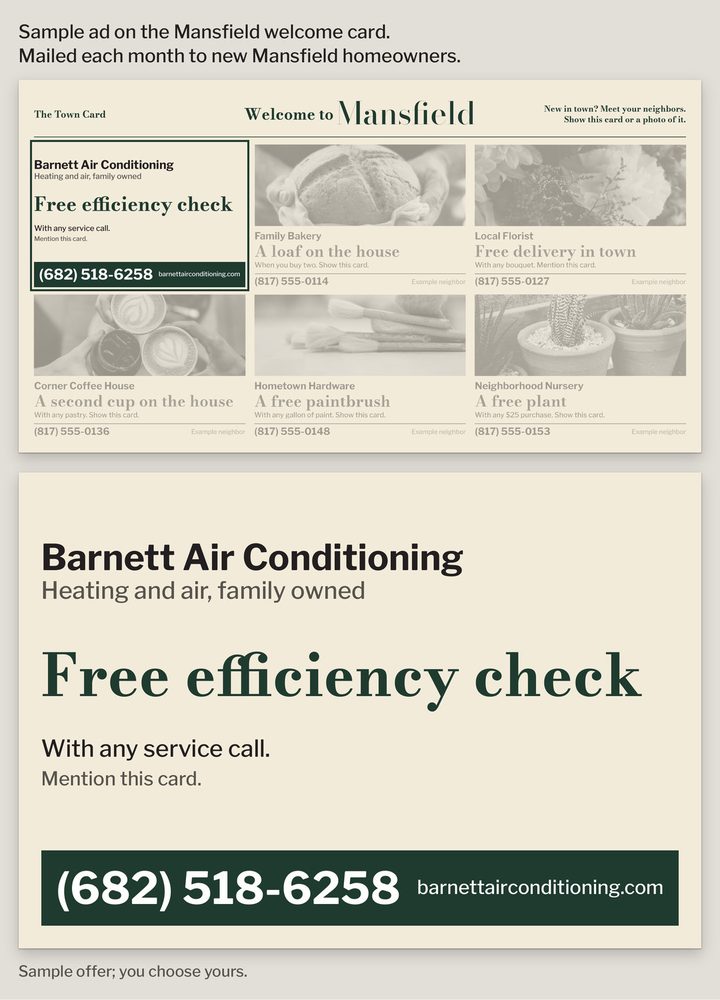 Sample ad on the Mansfield welcome card.
Mailed each month to new Mansfield homeowners.
The Town Card
Welcome to Mansfield
New in town? Meet your neighbors.
Show this card or a photo of it.
Barnett Air Conditioning
Heating and air, family owned
Free efficiency check
With any service call.
Mention this card.
(682) 518-6258 barnettairconditioning.com
Family Bakery
A loaf on the house
When you buy two. Show this card.
(817) 555-0114 Example neighbor
Local Florist
Free delivery in town
With any bouquet. Mention this card.
(817) 555-0127 Example neighbor
Corner Coffee House
A second cup on the house
With any pastry. Show this card.
(817) 555-0136 Example neighbor
Hometown Hardware
A free paintbrush
With any gallon of paint. Show this card.
(817) 555-0148 Example neighbor
Neighborhood Nursery
A free plant
With any $25 purchase. Show this card.
(817) 555-0153 Example neighbor
Barnett Air Conditioning
Heating and air, family owned
Free efficiency check
With any service call.
Mention this card.
(682) 518-6258 barnettairconditioning.com
Sample offer; you choose yours.